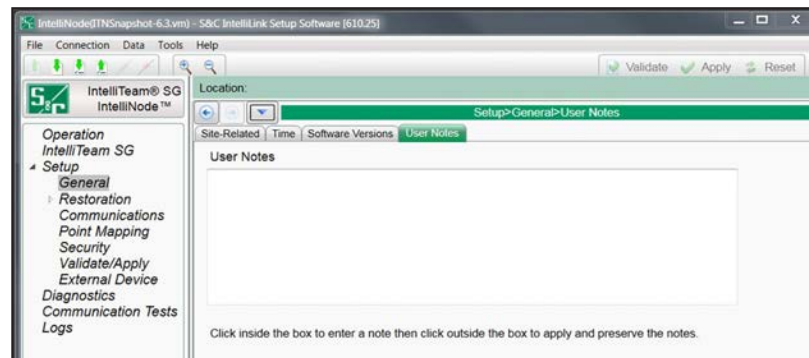 IntelliNode(ITNSnapshot-6.3.vm) - S&C IntelliLink Setup Software [610.25]
File Connection Data Tools Help
Validate Apply Reset
S&C
IntelliTeam® SG
IntelliNode™
Location:
Setup>General>User Notes
Site-Related Time Software Versions User Notes
Operation
IntelliTeam SG
Setup
General
Restoration
Communications
Point Mapping
Security
Validate/Apply
External Device
Diagnostics
Communication Tests
Logs
User Notes
Click inside the box to enter a note then click outside the box to apply and preserve the notes.